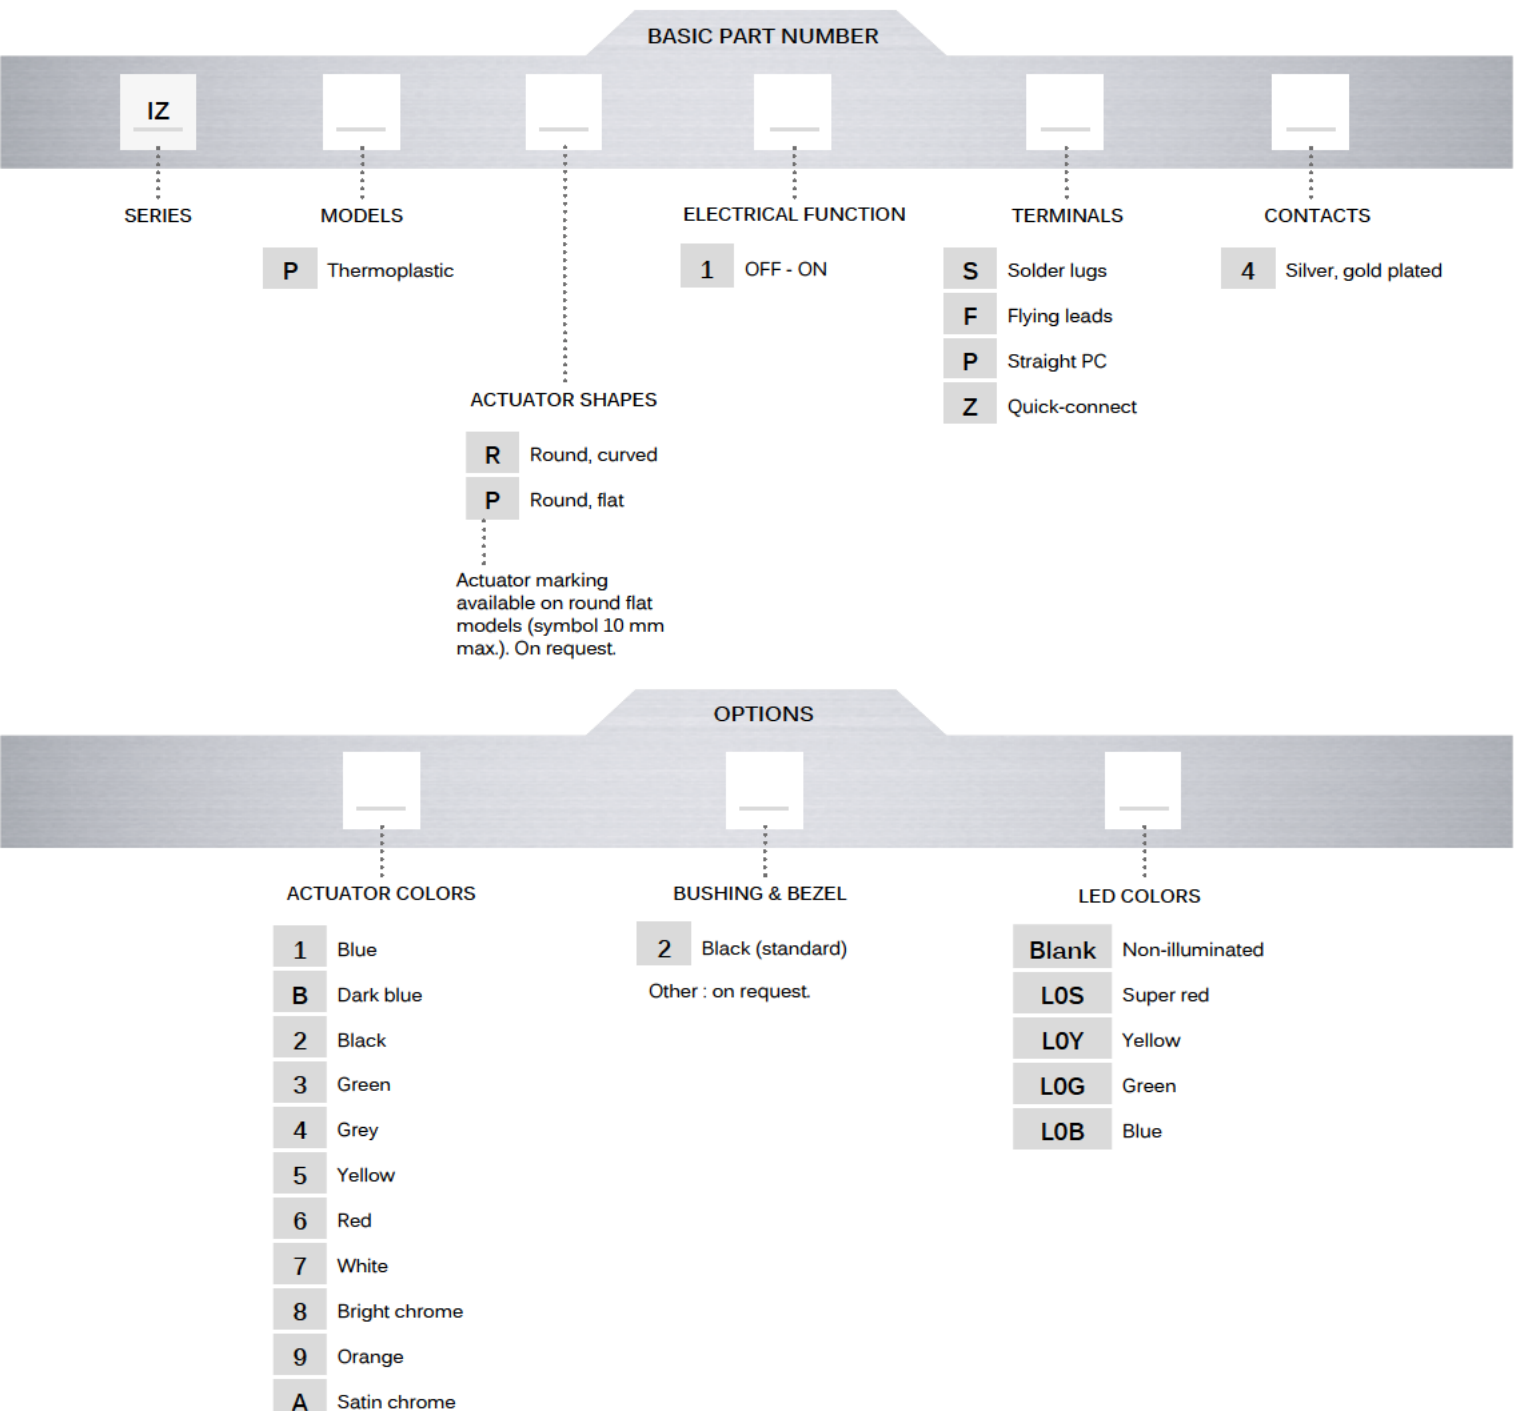 BASIC PART NUMBER
IZ
SERIES
MODELS
P Thermoplastic
ACTUATOR SHAPES
R Round, curved
P Round, flat
Actuator marking
available on round flat
models (symbol 10 mm
max.). On request.
ELECTRICAL FUNCTION
1 OFF - ON
TERMINALS
S Solder lugs
F Flying leads
P Straight PC
Z Quick-connect
CONTACTS
4 Silver, gold plated
OPTIONS
ACTUATOR COLORS
1 Blue
B Dark blue
2 Black
3 Green
4 Grey
5 Yellow
6 Red
7 White
8 Bright chrome
9 Orange
A Satin chrome
BUSHING & BEZEL
2 Black (standard)
Other : on request.
LED COLORS
Blank Non-illuminated
L0S Super red
L0Y Yellow
L0G Green
L0B Blue